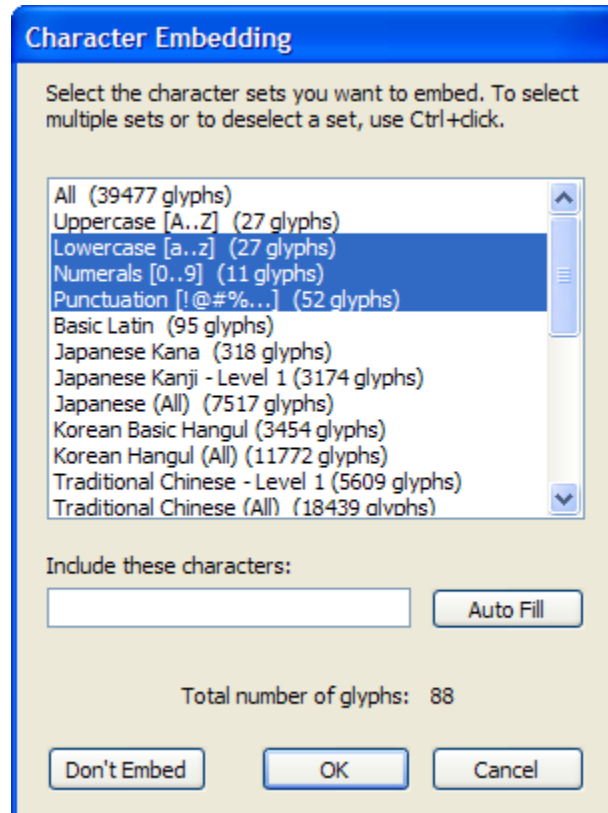 Character Embedding
Select the character sets you want to embed. To select
multiple sets or to deselect a set, use Ctrl+click.
All (39477 glyphs)
Uppercase [A..Z] (27 glyphs)
Lowercase [a..z] (27 glyphs)
Numerals [0..9] (11 glyphs)
Punctuation [!@#%...] (52 glyphs)
Basic Latin (95 glyphs)
Japanese Kana (318 glyphs)
Japanese Kanji - Level 1 (3174 glyphs)
Japanese (All) (7517 glyphs)
Korean Basic Hangul (3454 glyphs)
Korean Hangul (All) (11772 glyphs)
Traditional Chinese - Level 1 (5609 glyphs)
Traditional Chinese (All) (18439 glyphs)
Include these characters:
Auto Fill
Total number of glyphs: 88
Don't Embed OK Cancel